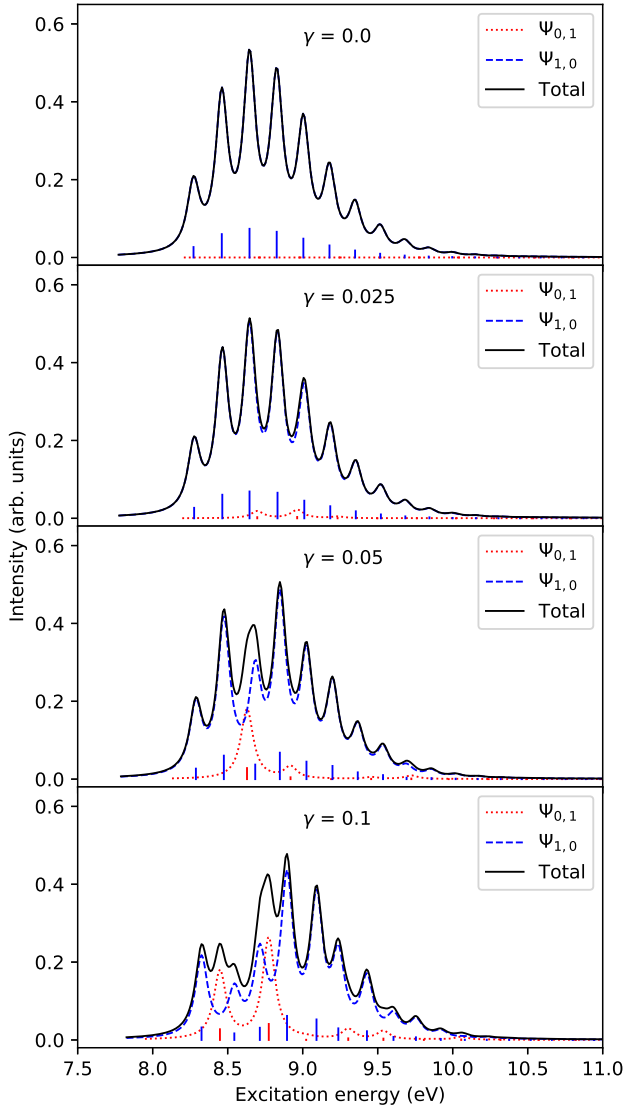 γ = 0.0
Ψ0, 1
Ψ1, 0
Total
0.6
0.4
0.2
0.0
γ = 0.025
Ψ0, 1
Ψ1, 0
Total
0.6
0.4
0.2
0.0
Intensity (arb. units)
γ = 0.05
Ψ0, 1
Ψ1, 0
Total
0.6
0.4
0.2
0.0
γ = 0.1
Ψ0, 1
Ψ1, 0
Total
0.6
0.4
0.2
0.0
7.5 8.0 8.5 9.0 9.5 10.0 10.5 11.0
Excitation energy (eV)